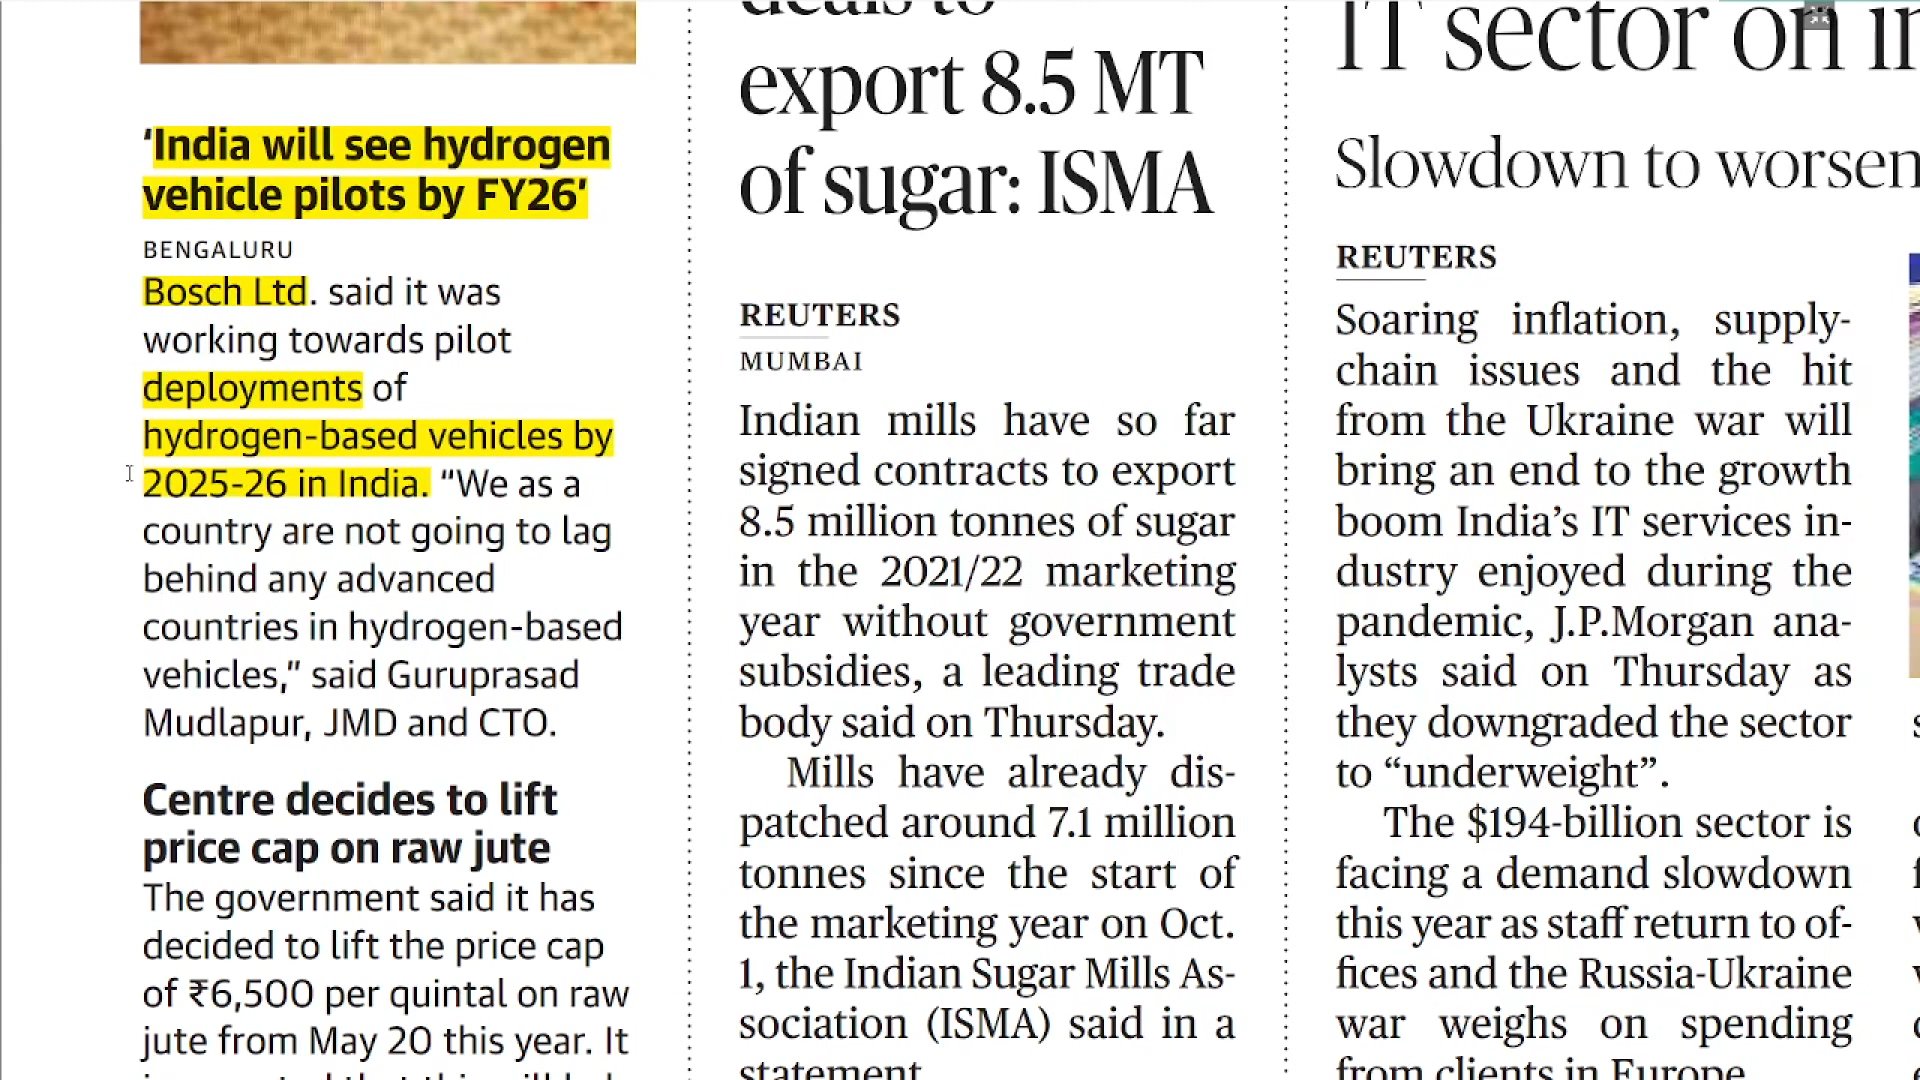 ‘India will see hydrogen
vehicle pilots by FY26’
BENGALURU
Bosch Ltd. said it was
working towards pilot
deployments of
hydrogen-based vehicles by
2025-26 in India. “We as a
country are not going to lag
behind any advanced
countries in hydrogen-based
vehicles,” said Guruprasad
Mudlapur, JMD and CTO.
Centre decides to lift
price cap on raw jute
The government said it has
decided to lift the price cap
of ₹6,500 per quintal on raw
jute from May 20 this year. It
deals to
export 8.5 MT
of sugar: ISMA
REUTERS
MUMBAI
Indian mills have so far
signed contracts to export
8.5 million tonnes of sugar
in the 2021/22 marketing
year without government
subsidies, a leading trade
body said on Thursday.
Mills have already dis-
patched around 7.1 million
tonnes since the start of
the marketing year on Oct.
1, the Indian Sugar Mills As-
sociation (ISMA) said in a
statement
IT sector on
Slowdown to worsen
REUTERS
Soaring inflation, supply-
chain issues and the hit
from the Ukraine war will
bring an end to the growth
boom India’s IT services in-
dustry enjoyed during the
pandemic, J.P.Morgan ana-
lysts said on Thursday as
they downgraded the sector
to “underweight”.
The $194-billion sector is
facing a demand slowdown
this year as staff return to of-
fices and the Russia-Ukraine
war weighs on spending
from clients in Europe